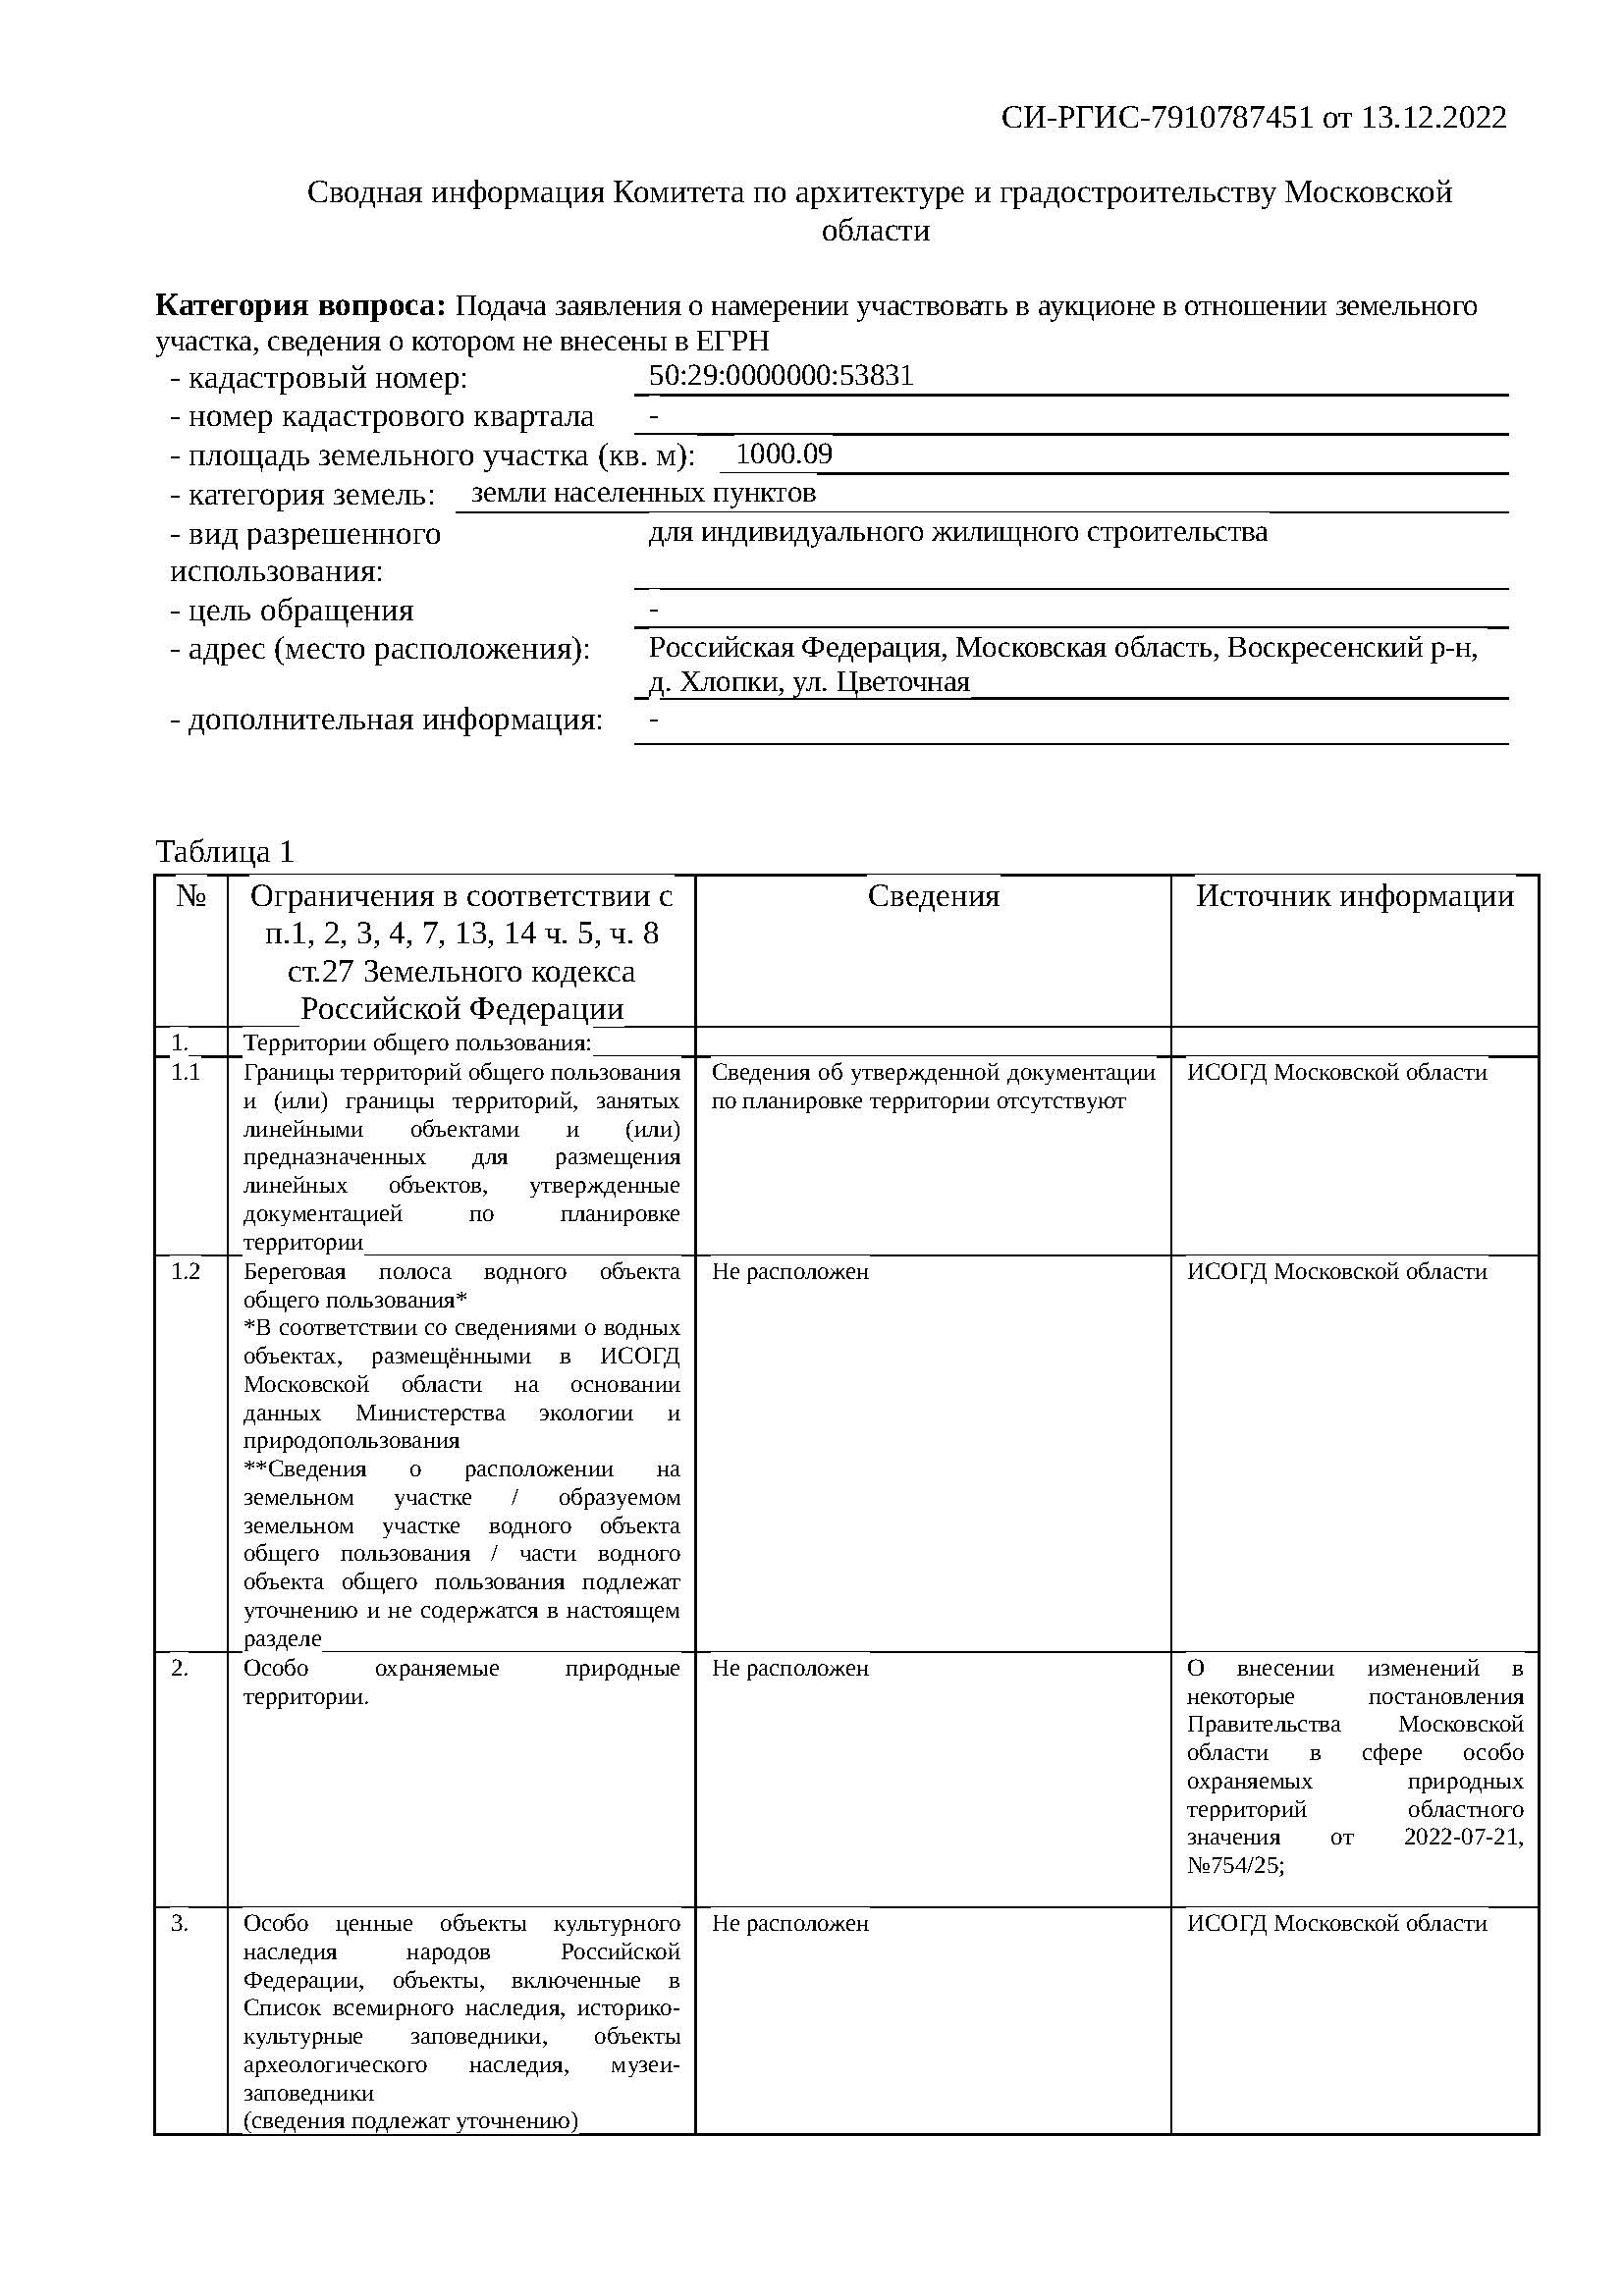 СИ-РГИС-7910787451 от 13.12.2022
Сводная информация Комитета по архитектуре и градостроительству Московской
области
Категория вопроса: Подача заявления о намерении участвовать в аукционе в отношении земельного
участка, сведения о котором не внесены в ЕГРН
- кадастровый номер: 50:29:0000000:53831
- номер кадастрового квартала -
- площадь земельного участка (кв. м): 1000.09
- категория земель: земли населенных пунктов
- вид разрешенного для индивидуального жилищного строительства
использования:
- цель обращения -
- адрес (место расположения): Российская Федерация, Московская область, Воскресенский р-н,
д. Хлопки, ул. Цветочная
- дополнительная информация: -
Таблица 1
№ Ограничения в соответствии с Сведения Источник информации
п.1, 2, 3, 4, 7, 13, 14 ч. 5, ч. 8
ст.27 Земельного кодекса
Российской Федерации
1. Территории общего пользования:
1.1 Границы территорий общего пользования Сведения об утвержденной документации ИСОГД Московской области
и (или) границы территорий, занятых по планировке территории отсутствуют
линейными объектами и (или)
предназначенных для размещения
линейных объектов, утвержденные
документацией по планировке
территории
1.2 Береговая полоса водного объекта Не расположен ИСОГД Московской области
общего пользования*
*В соответствии со сведениями о водных
объектах, размещёнными в ИСОГД
Московской области на основании
данных Министерства экологии и
природопользования
**Сведения о расположении на
земельном участке / образуемом
земельном участке водного объекта
общего пользования / части водного
объекта общего пользования подлежат
уточнению и не содержатся в настоящем
разделе
2. Особо охраняемые природные Не расположен О внесении изменений в
территории. некоторые постановления
Правительства Московской
области в сфере особо
охраняемых природных
территорий областного
значения от 2022-07-21,
№754/25;
3. Особо ценные объекты культурного Не расположен ИСОГД Московской области
наследия народов Российской
Федерации, объекты, включенные в
Список всемирного наследия, историко-
культурные заповедники, объекты
археологического наследия, музеи-
заповедники
(сведения подлежат уточнению)